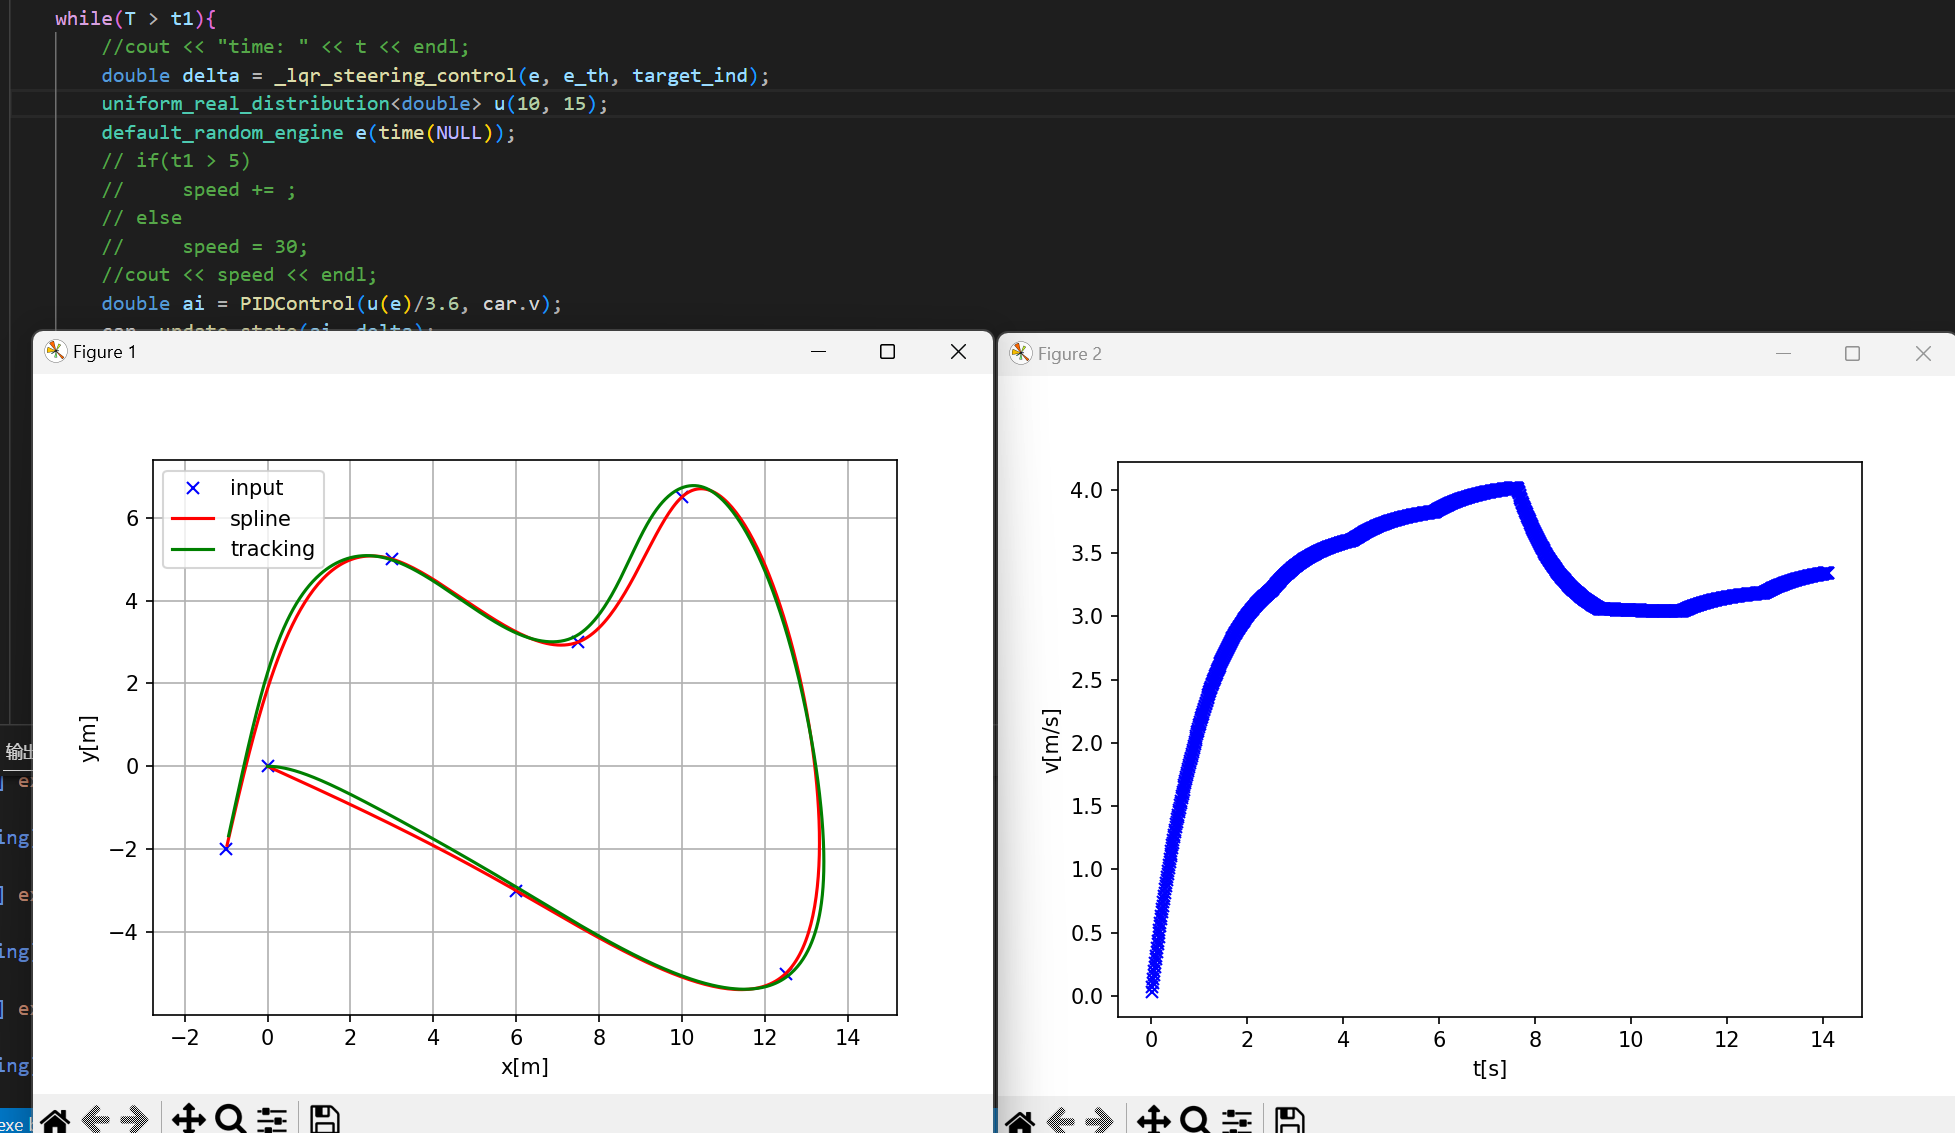 while(T > t1){
//cout << "time: " << t << endl;
double delta = _lqr_steering_control(e, e_th, target_ind);
uniform_real_distribution<double> u(10, 15);
default_random_engine e(time(NULL));
// if(t1 > 5)
//     speed += ;
// else
//     speed = 30;
//cout << speed << endl;
double ai = PIDControl(u(e)/3.6, car.v);
Figure 1
input
spline
tracking
6
4
2
0
−2
−4
−2
0
2
4
6
8
10
12
14
x[m]
y[m]
Figure 2
4.0
3.5
3.0
2.5
2.0
1.5
1.0
0.5
0.0
0
2
4
6
8
10
12
14
t[s]
v[m/s]
输出
] ex
ing
] ex
ing
] ex
ing
exe